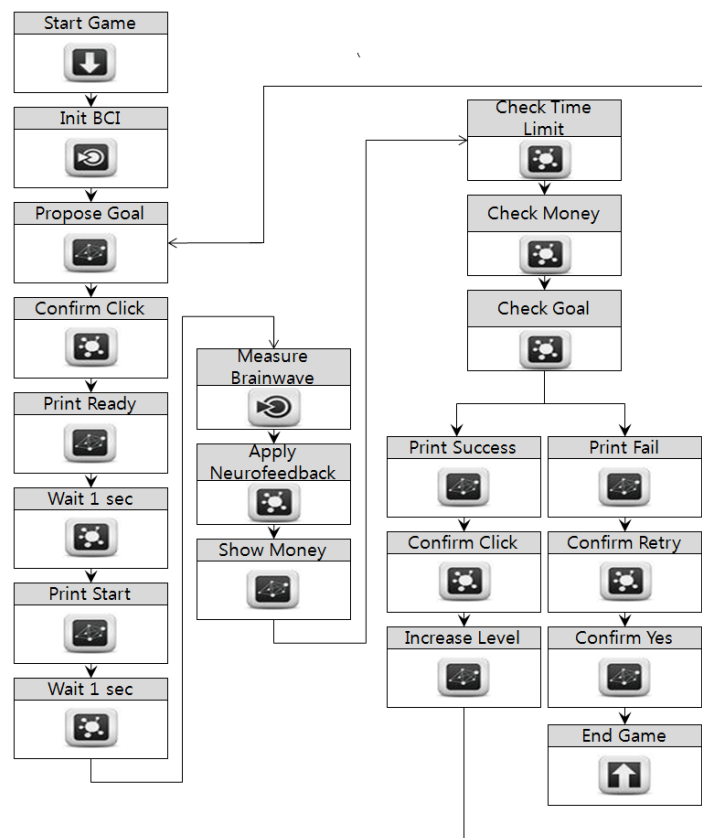 Start Game
Init BCI
Propose Goal
Confirm Click
Print Ready
Wait 1 sec
Print Start
Wait 1 sec
Measure
Brainwave
Apply
Neurofeedback
Show Money
Check Time
Limit
Check Money
Check Goal
Print Success
Confirm Click
Increase Level
Print Fail
Confirm Retry
Confirm Yes
End Game